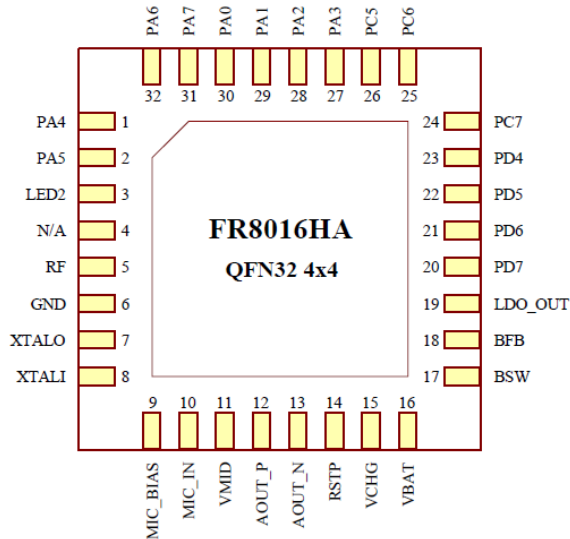 PA6 PA7 PA0 PA1 PA2 PA3 PC5 PC6
32 31 30 29 28 27 26 25
PA4 1 24 PC7
PA5 2 23 PD4
LED2 3 22 PD5
N/A 4 21 PD6
RF 5 20 PD7
GND 6 19 LDO_OUT
XTALO 7 18 BFB
XTALI 8 17 BSW
FR8016HA
QFN32 4x4
9 10 11 12 13 14 15 16
MIC_BIAS MIC_IN VMID AOUT_P AOUT_N RSTP VCHG VBAT